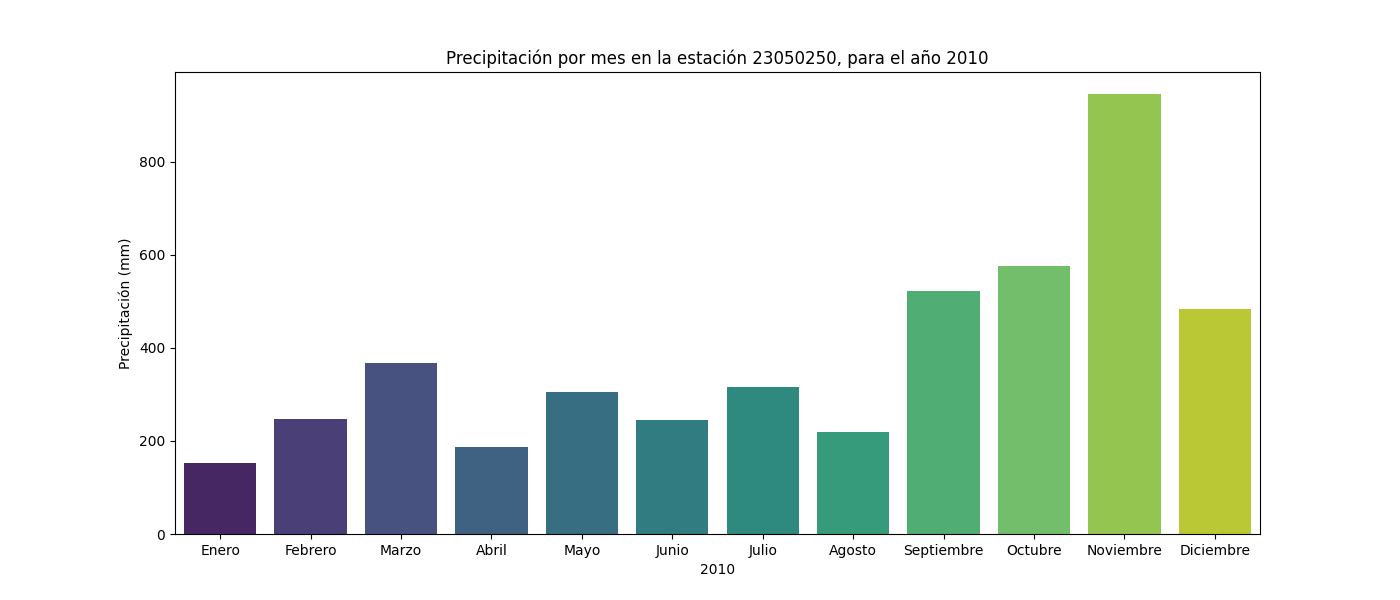 Precipitación por mes en la estación 23050250, para el año 2010
Precipitación (mm)
800
600
400
200
0
Enero Febrero Marzo Abril Mayo Junio Julio Agosto Septiembre Octubre Noviembre Diciembre
2010